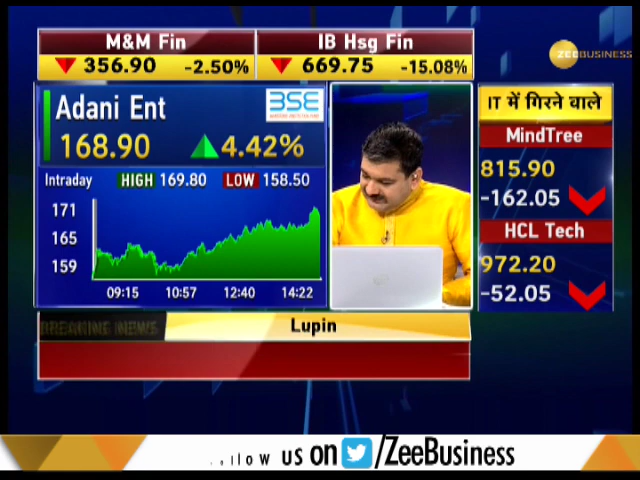 M&M Fin
356.90 -2.50%
IB Hsg Fin
669.75 -15.08%
ZEEBUSINESS
Adani Ent
BSE
168.90 4.42%
Intraday HIGH 169.80 LOW 158.50
171
165
159
09:15 10:57 12:40 14:22
IT में गिरने वाले
MindTree
815.90
-162.05
HCL Tech
972.20
-52.05
BREAKING NEWS
Lupin
us on /ZeeBusiness